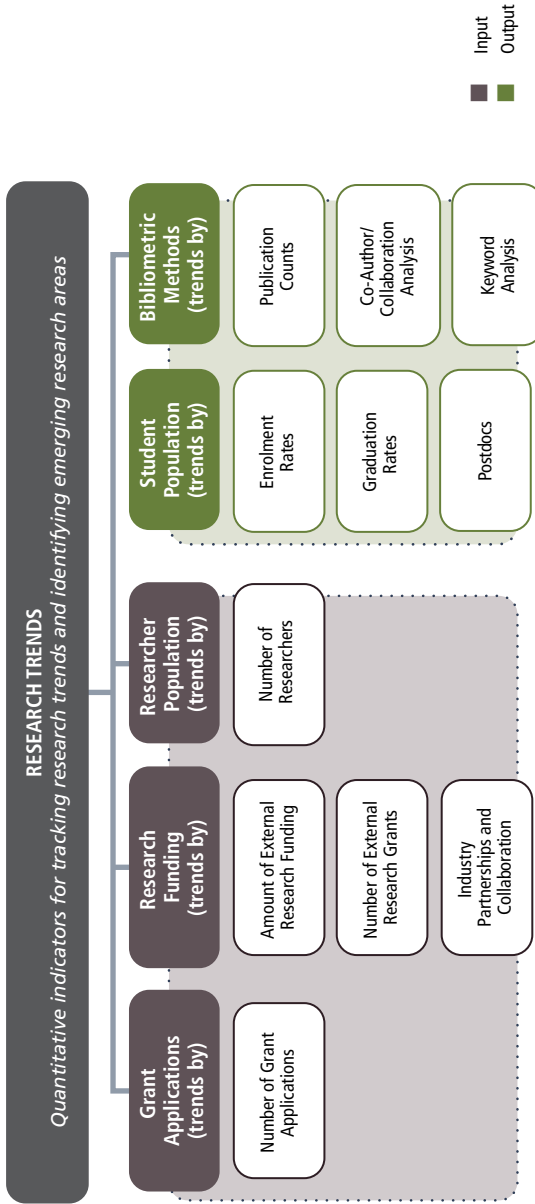 RESEARCH TRENDS
Quantitative indicators for tracking research trends and identifying emerging research areas
Grant
Applications
(trends by)
Number of Grant
Applications
Research
Funding
(trends by)
Amount of External
Research Funding
Number of External
Research Grants
Industry
Partnerships and
Collaboration
Researcher
Population
(trends by)
Number of
Researchers
Student
Population
(trends by)
Enrolment
Rates
Graduation
Rates
Postdocs
Bibliometric
Methods
(trends by)
Publication
Counts
Co-Author/
Collaboration
Analysis
Keyword
Analysis
Input
Output